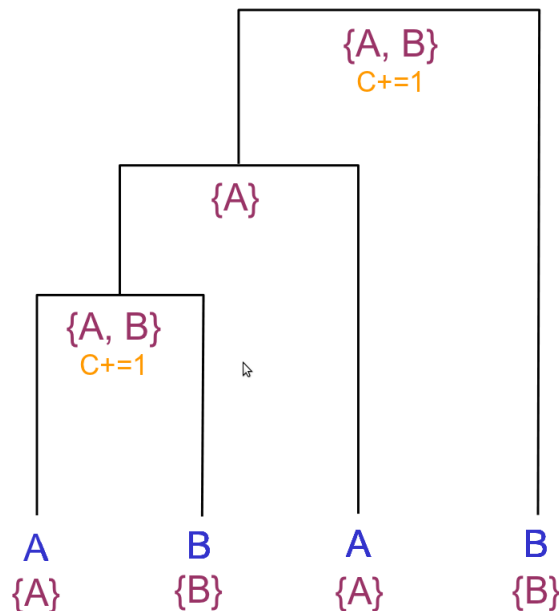 {A, B}
C+=1
{A}
{A, B}
C+=1
A B A B
{A} {B} {A} {B}